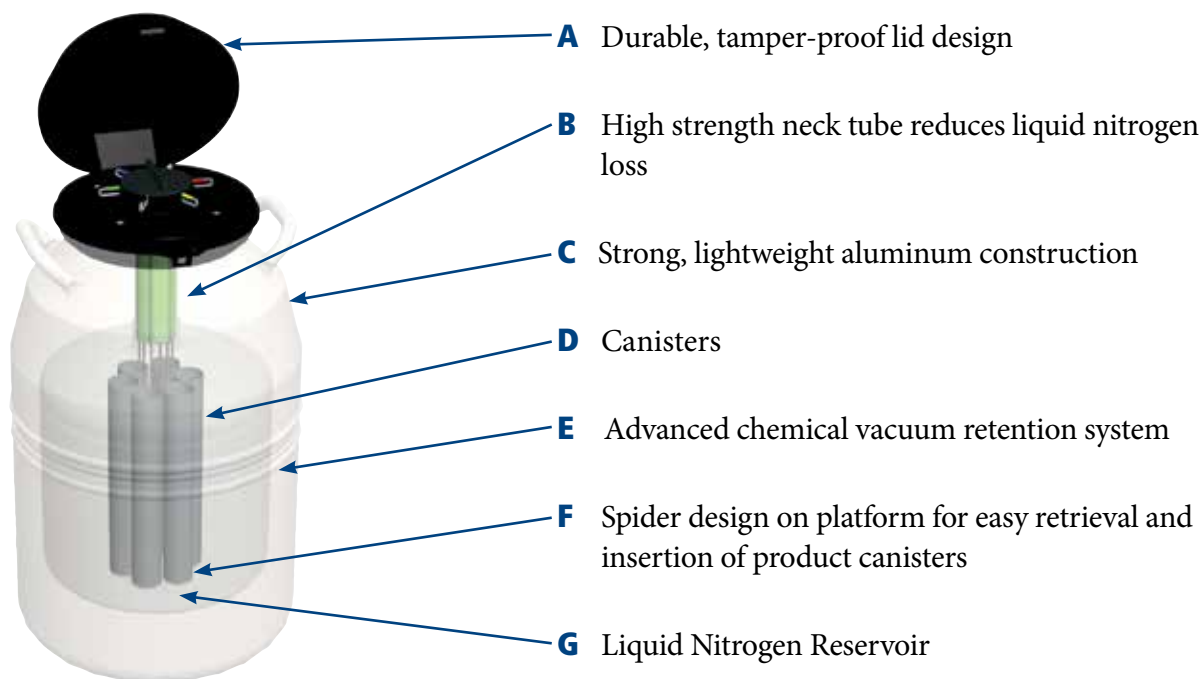 A Durable, tamper-proof lid design
B High strength neck tube reduces liquid nitrogen
loss
C Strong, lightweight aluminum construction
D Canisters
E Advanced chemical vacuum retention system
F Spider design on platform for easy retrieval and
insertion of product canisters
G Liquid Nitrogen Reservoir